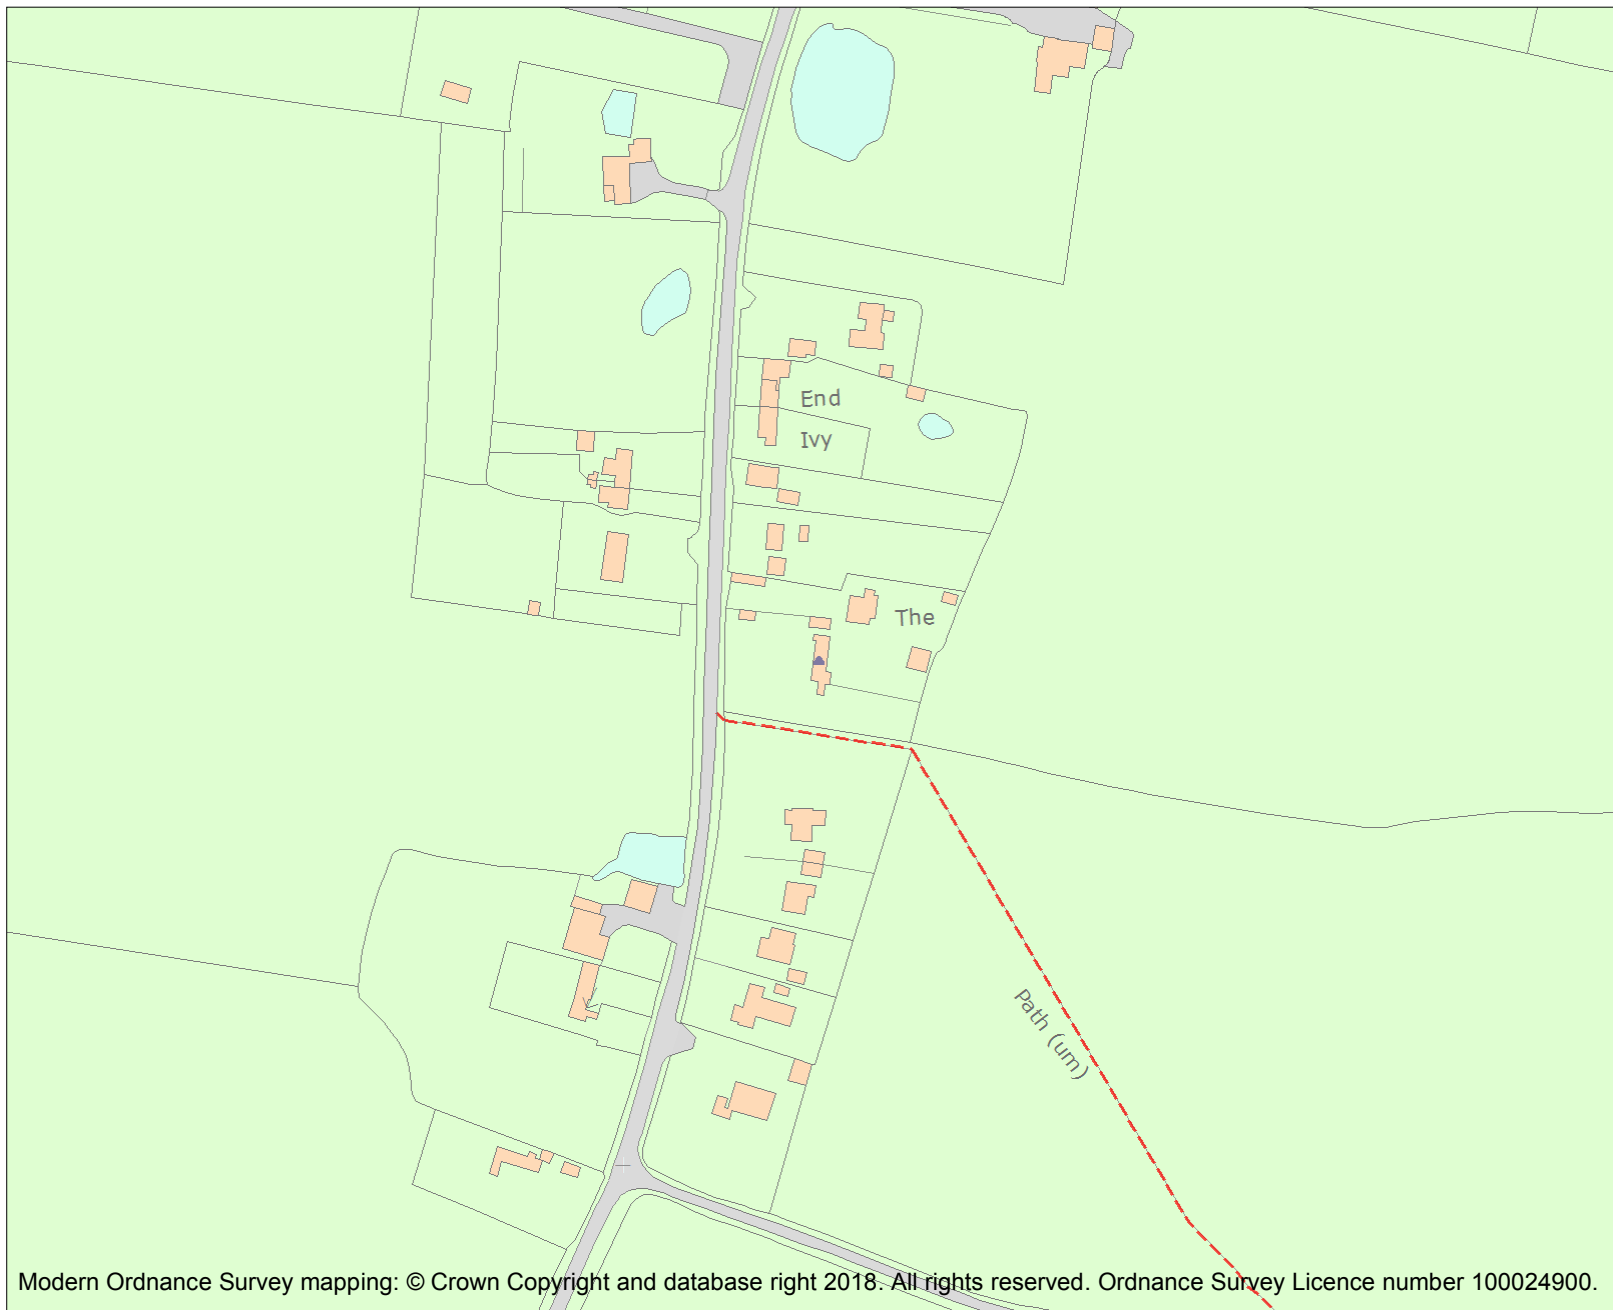 End
Ivy
The
Path (um)
Modern Ordnance Survey mapping: © Crown Copyright and database right 2018. All rights reserved. Ordnance Survey Licence number 100024900.